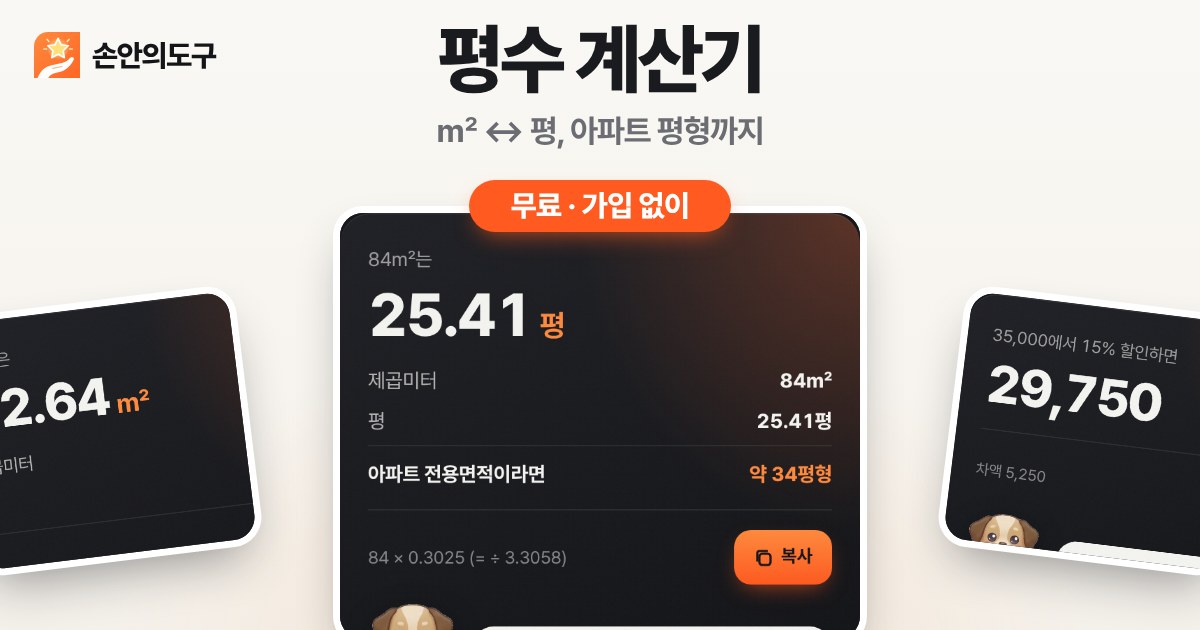 손안의도구
평수 계산기
m² ↔ 평, 아파트 평형까지
무료 · 가입 없이
84m²는
25.41 평
제곱미터 84m²
평 25.41평
아파트 전용면적이라면 약 34평형
84 × 0.3025 (= ÷ 3.3058)
복사
은
2.64 m²
미터
35,000에서 15% 할인하면
29,750
차액 5,250